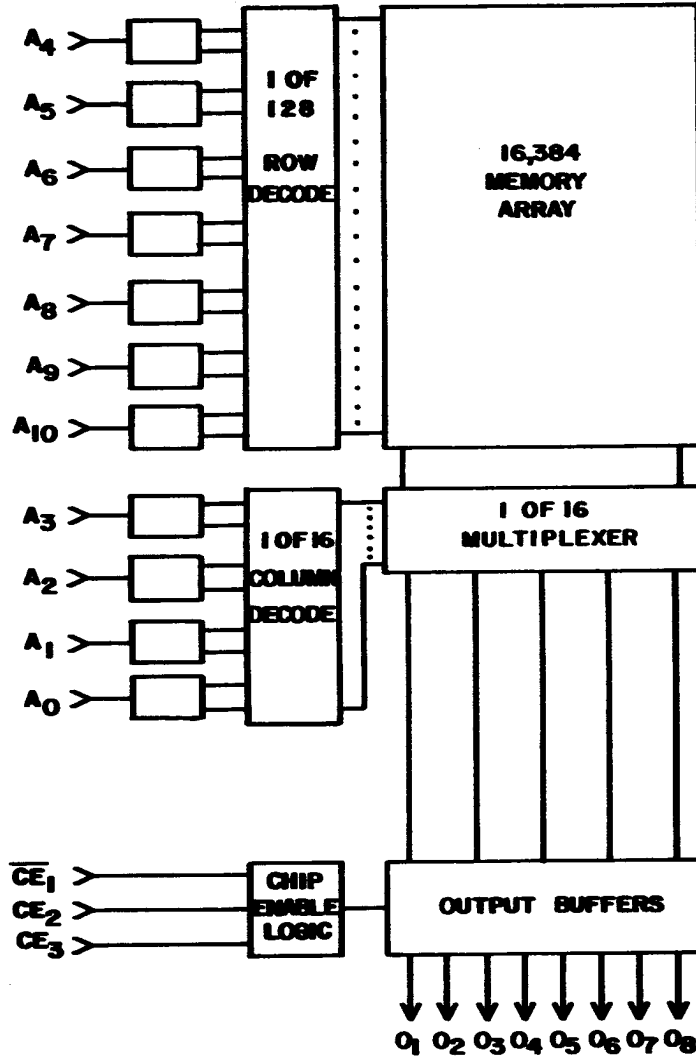 A4
A5
A6
A7
A8
A9
A10
1 OF
128
ROW
DECODE
16,384
MEMORY
ARRAY
A3
A2
A1
A0
1 OF 16
COLUMN
DECODE
1 OF 16
MULTIPLEXER
C̅E̅1
CE2
CE3
CHIP
ENABLE
LOGIC
OUTPUT BUFFERS
O1 O2 O3 O4 O5 O6 O7 O8